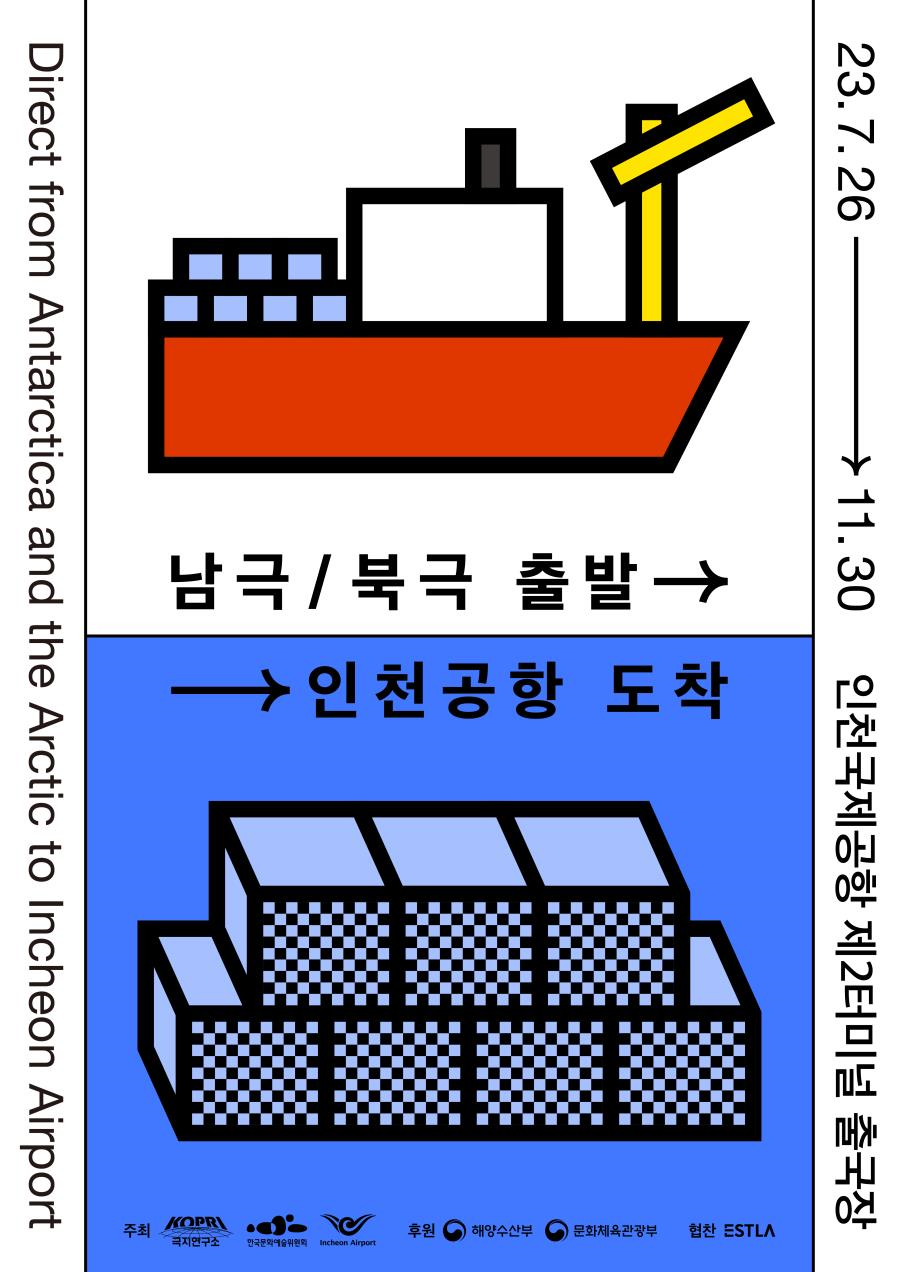 Direct from Antarctica and the Arctic to Incheon Airport
23.7.26 → 11.30 인천국제공항 제2터미널 출국장
남극/북극 출발→
→인천공항 도착
주최 KOPRI 극지연구소 한국문화예술위원회 Incheon Airport 후원 해양수산부 문화체육관광부 협찬 ESTLA